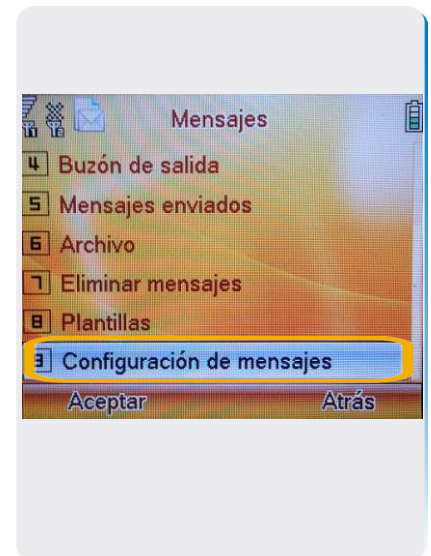 Mensajes
4 Buzón de salida
5 Mensajes enviados
6 Archivo
7 Eliminar mensajes
8 Plantillas
9 Configuración de mensajes
Aceptar Atrás